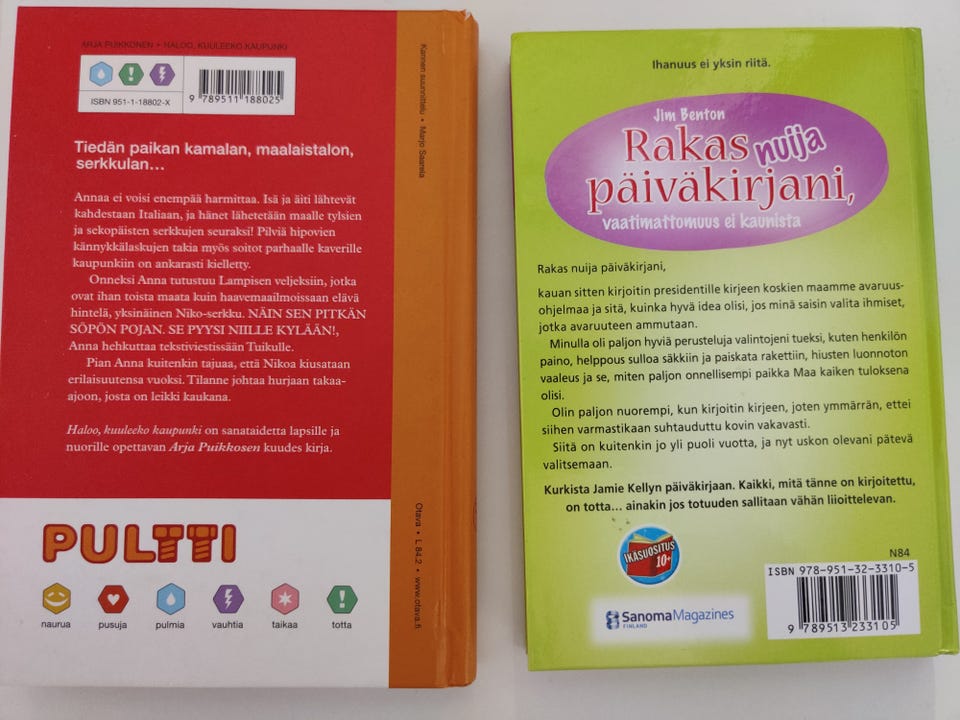 ARJA PUIKKONEN • HALOO, KUULEEKO KAUPUNKI
ISBN 951-1-18802-X
9 789511 188025
Tiedän paikan kamalan, maalaistalon,
serkkulan...
Annaa ei voisi enempää harmittaa. Isä ja äiti lähtevät
kahdestaan Italiaan, ja hänet lähetetään maalle tylsien
ja sekopäisten serkkujen seuraksi! Pilviä hipovien
kännykkälaskujen takia myös soitot parhaalle kaverille
kaupunkiin on ankarasti kielletty.
Onneksi Anna tutustuu Lampisen veljeksiin, jotka
ovat ihan toista maata kuin haavemaailmoissaan elävä
hintelä, yksinäinen Niko-serkku. NÄIN SEN PITKÄN
SÖPÖN POJAN. SE PYYSI NIILLE KYLÄÄN!,
Anna hehkuttaa tekstiviestissään Tuikulle.
Pian Anna kuitenkin tajuaa, että Nikoa kiusataan
erilaisuutensa vuoksi. Tilanne johtaa hurjaan takaa-
ajoon, josta on leikki kaukana.
Haloo, kuuleeko kaupunki on sanataidetta lapsille ja
nuorille opettavan Arja Puikkosen kuudes kirja.
PULTTI
naurua
pusuja
pulmia
vauhtia
taikaa
totta
Kannen suunnittelu • Marjo Saarela
Otava • L 84.2 • www.otava.fi
Ihanuus ei yksin riitä.
Jim Benton
Rakas nuija
päiväkirjani,
vaatimattomuus ei kaunista
Rakas nuija päiväkirjani,
kauan sitten kirjoitin presidentille kirjeen koskien maamme avaruus-
ohjelmaa ja sitä, kuinka hyvä idea olisi, jos minä saisin valita ihmiset,
jotka avaruuteen ammutaan.
Minulla oli paljon hyviä perusteluja valintojeni tueksi, kuten henkilön
paino, helppous sulloa säkkiin ja paiskata rakettiin, hiusten luonnoton
vaaleus ja se, miten paljon onnellisempi paikka Maa kaiken tuloksena
olisi.
Olin paljon nuorempi, kun kirjoitin kirjeen, joten ymmärrän, ettei
siihen varmastikaan suhtauduttu kovin vakavasti.
Siitä on kuitenkin jo yli puoli vuotta, ja nyt uskon olevani pätevä
valitsemaan.
Kurkista Jamie Kellyn päiväkirjaan. Kaikki, mitä tänne on kirjoitettu,
on totta... ainakin jos totuuden sallitaan vähän liioittelevan.
IKÄSUOSITUS
10+
SanomaMagazines
FINLAND
N84
ISBN 978-951-32-3310-5
9 789513 233105